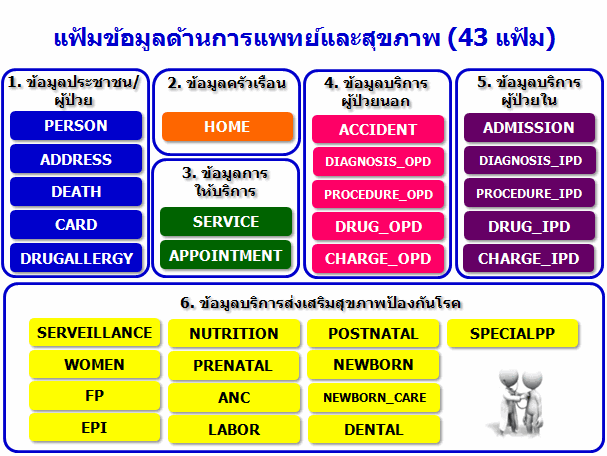 แฟ้มข้อมูลด้านการแพทย์และสุขภาพ (43 แฟ้ม)
1. ข้อมูลประชาชน/
ผู้ป่วย
PERSON
ADDRESS
DEATH
CARD
DRUGALLERGY
2. ข้อมูลครัวเรือน
HOME
3. ข้อมูลการ
ให้บริการ
SERVICE
APPOINTMENT
4. ข้อมูลบริการ
ผู้ป่วยนอก
ACCIDENT
DIAGNOSIS_OPD
PROCEDURE_OPD
DRUG_OPD
CHARGE_OPD
5. ข้อมูลบริการ
ผู้ป่วยใน
ADMISSION
DIAGNOSIS_IPD
PROCEDURE_IPD
DRUG_IPD
CHARGE_IPD
6. ข้อมูลบริการส่งเสริมสุขภาพป้องกันโรค
SERVEILLANCE
WOMEN
FP
EPI
NUTRITION
PRENATAL
ANC
LABOR
POSTNATAL
NEWBORN
NEWBORN_CARE
DENTAL
SPECIALPP